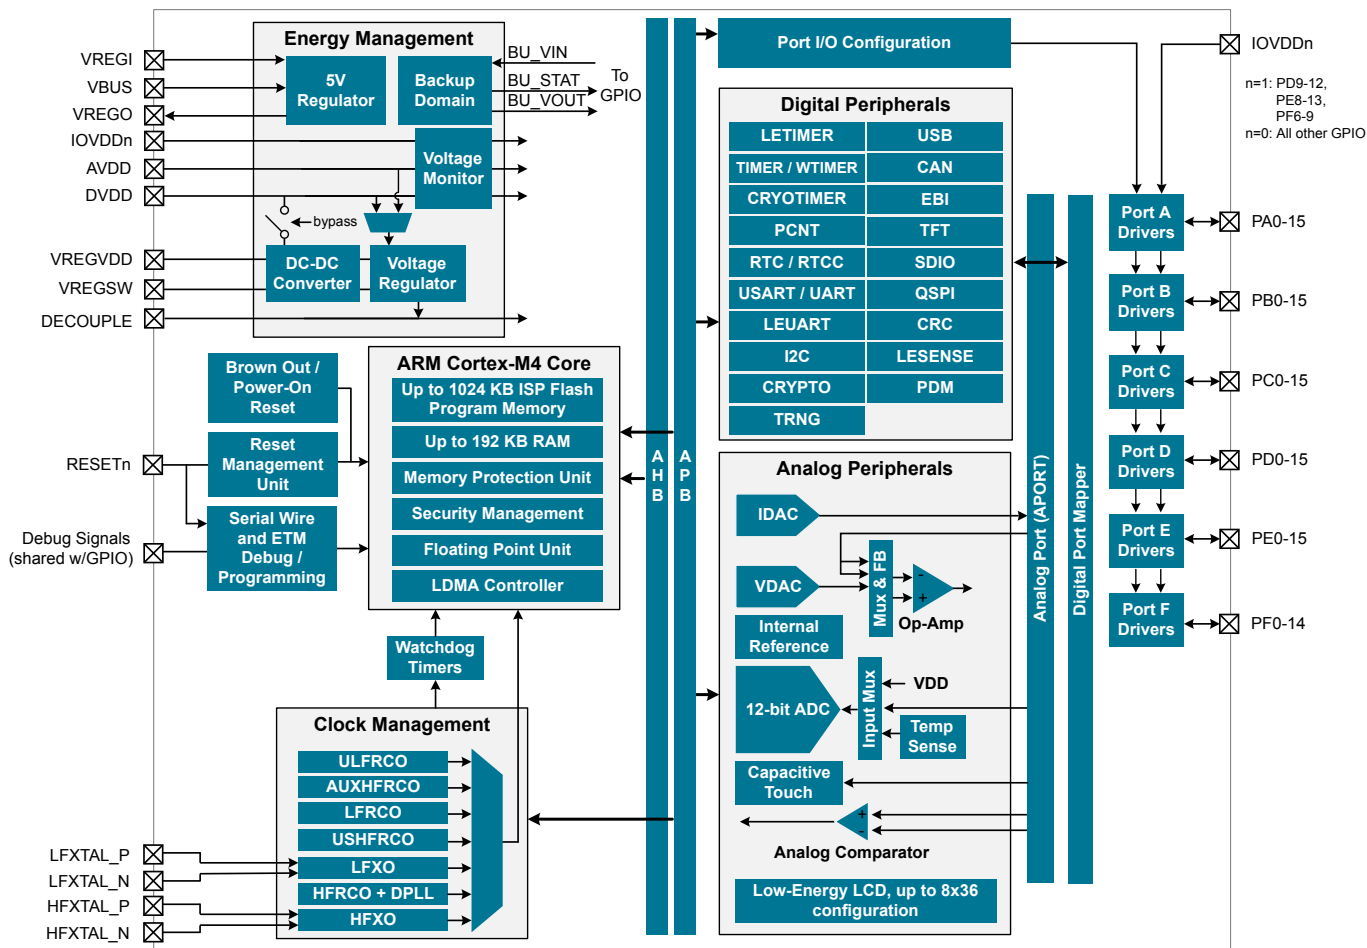 Energy Management
VREGI
VBUS
VREGO
IOVDDn
AVDD
DVDD
VREGVDD
VREGSW
DECOUPLE
5V
Regulator
Backup
Domain
BU_VIN
BU_STAT
BU_VOUT
To
GPIO
Voltage
Monitor
bypass
DC-DC
Converter
Voltage
Regulator
Brown Out /
Power-On
Reset
Reset
Management
Unit
Serial Wire
and ETM
Debug /
Programming
RESETn
Debug Signals
(shared w/GPIO)
ARM Cortex-M4 Core
Up to 1024 KB ISP Flash
Program Memory
Up to 192 KB RAM
Memory Protection Unit
Security Management
Floating Point Unit
LDMA Controller
Watchdog
Timers
Clock Management
ULFRCO
AUXHFRCO
LFRCO
USHFRCO
LFXO
HFRCO + DPLL
HFXO
LFXTAL_P
LFXTAL_N
HFXTAL_P
HFXTAL_N
A
H
B
A
P
B
Port I/O Configuration
Digital Peripherals
LETIMER
USB
TIMER / WTIMER
CAN
CRYOTIMER
EBI
PCNT
TFT
RTC / RTCC
SDIO
USART / UART
QSPI
LEUART
CRC
I2C
LESENSE
CRYPTO
PDM
TRNG
Analog Peripherals
IDAC
VDAC
Mux & FB
-
+
Op-Amp
Internal
Reference
12-bit ADC
Input Mux
VDD
Temp
Sense
Capacitive
Touch
+
-
Analog Comparator
Low-Energy LCD, up to 8x36
configuration
Analog Port (APORT)
Digital Port Mapper
IOVDDn
n=1: PD9-12,
PE8-13,
PF6-9
n=0: All other GPIO
Port A
Drivers
PA0-15
Port B
Drivers
PB0-15
Port C
Drivers
PC0-15
Port D
Drivers
PD0-15
Port E
Drivers
PE0-15
Port F
Drivers
PF0-14